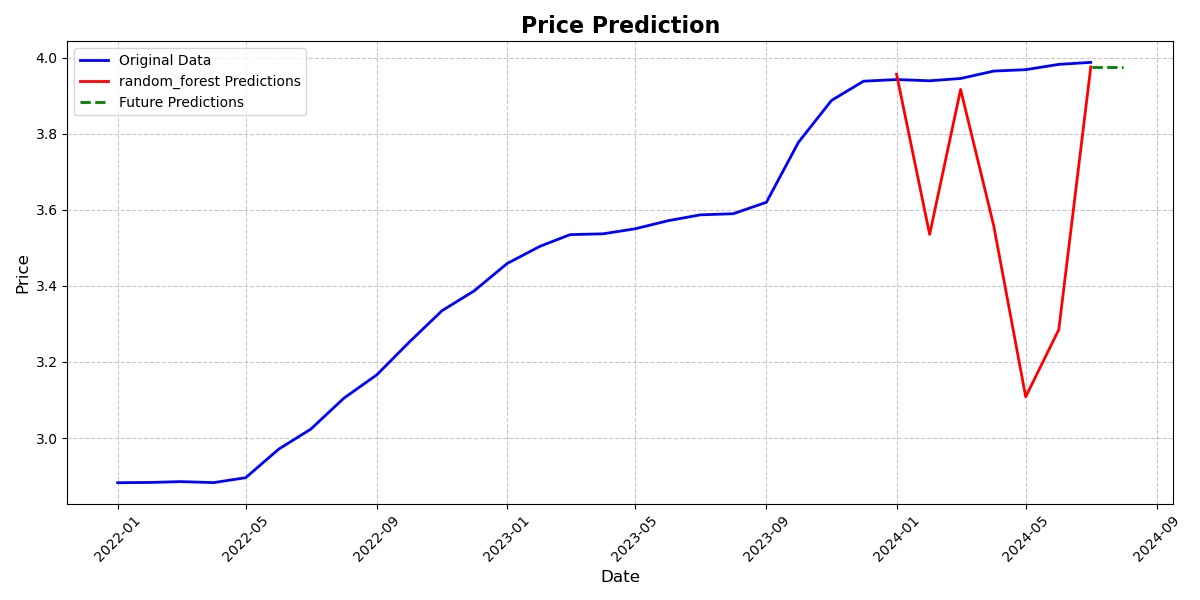 Price Prediction
Original Data
random_forest Predictions
Future Predictions
Price
4.0
3.8
3.6
3.4
3.2
3.0
2022-01
2022-05
2022-09
2023-01
2023-05
2023-09
2024-01
2024-05
2024-09
Date